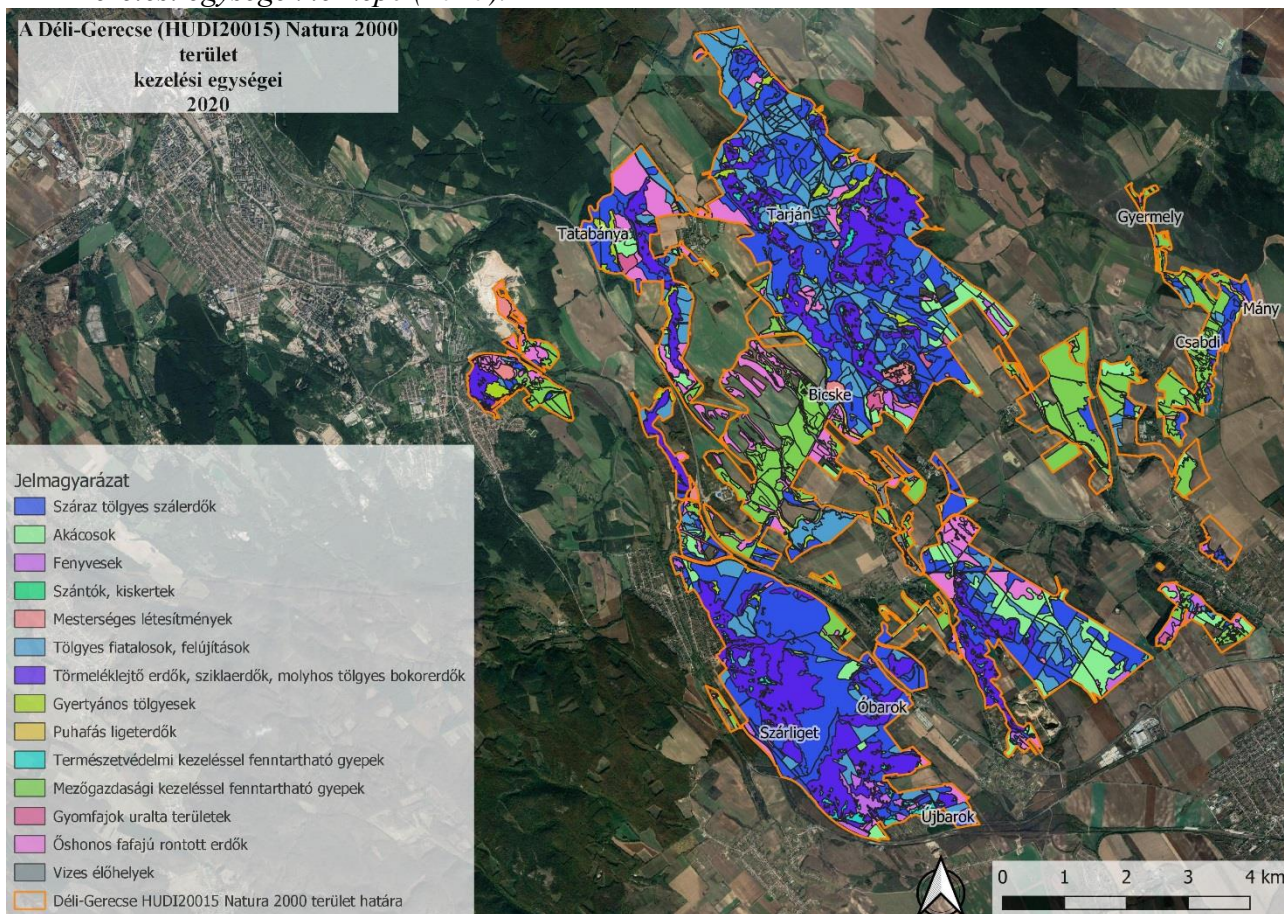 A Déli-Gerecse (HUDI20015) Natura 2000
terület
kezelési egységei
2020
Tarján
Gyermely
Tatabánya
Mány
Csabdi
Bicske
Óbarok
Szárliget
Újbarok
Jelmagyarázat
Száraz tölgyes szálerdők
Akácosok
Fenyvesek
Szántók, kiskertek
Mesterséges létesítmények
Tölgyes fiatalosok, felújítások
Törmeléklejtő erdők, sziklaerdők, molyhos tölgyes bokorerdők
Gyertyános tölgyesek
Puhafás ligeterdők
Természetvédelmi kezeléssel fenntartható gyepek
Mezőgazdasági kezeléssel fenntartható gyepek
Gyomfajok uralta területek
Őshonos fafajú rontott erdők
Vizes élőhelyek
Déli-Gerecse HUDI20015 Natura 2000 terület határa
0 1 2 3 4 km